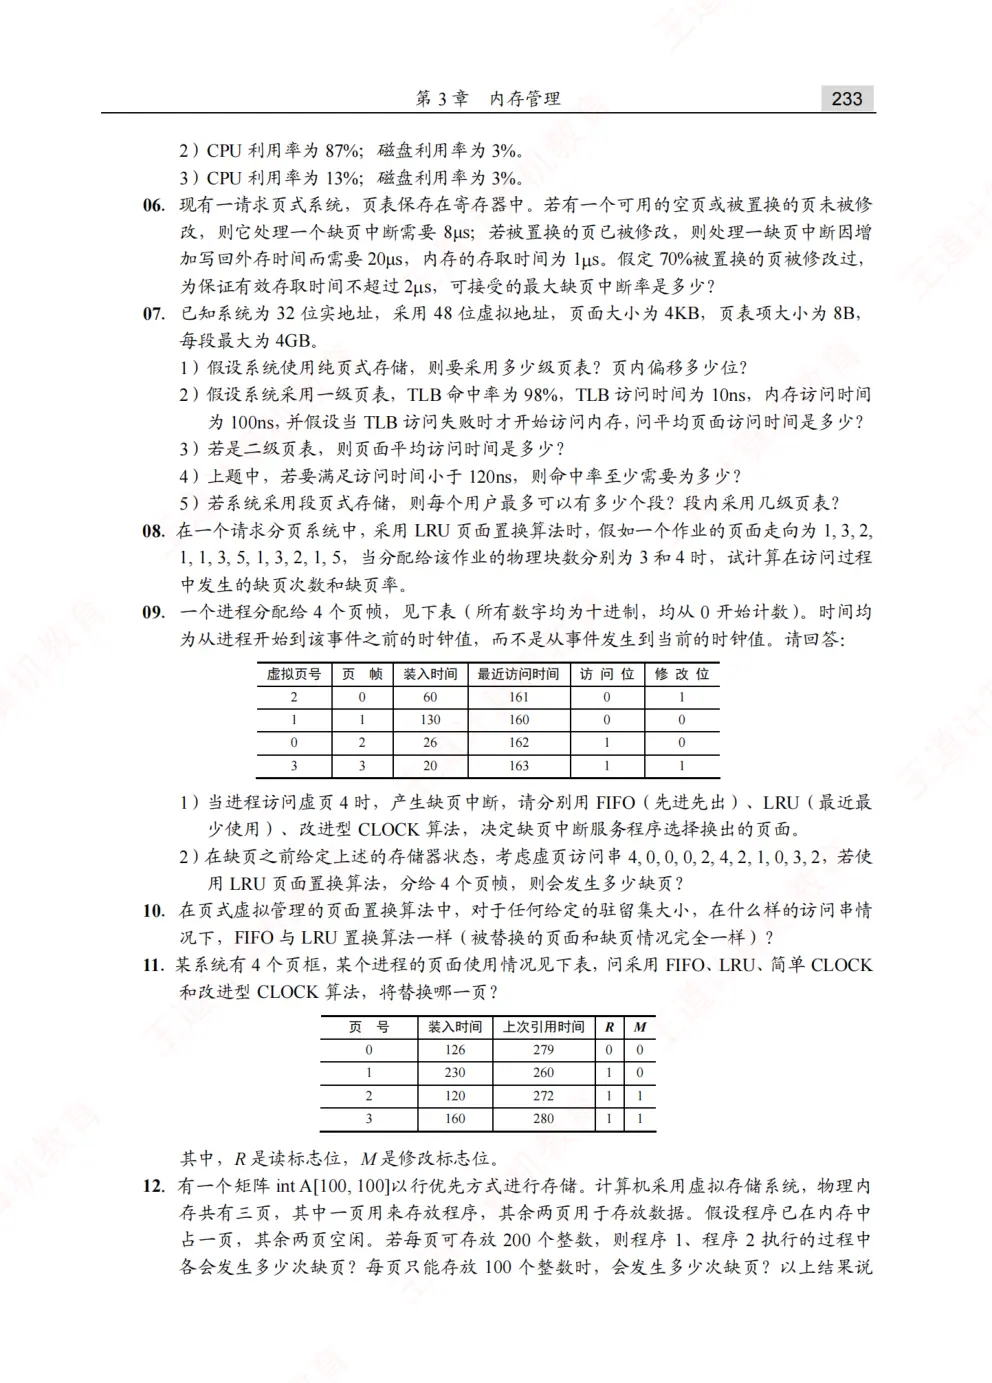 第 3 章　内存管理
233
2）CPU 利用率为 87%；磁盘利用率为 3%。
3）CPU 利用率为 13%；磁盘利用率为 3%。
06. 现有一请求页式系统，页表保存在寄存器中。若有一个可用的空页或被置换的页未被修
改，则它处理一个缺页中断需要 8μs；若被置换的页已被修改，则处理一缺页中断因增
加写回外存时间而需要 20μs，内存的存取时间为 1μs。假定 70%被置换的页被修改过，
为保证有效存取时间不超过 2μs，可接受的最大缺页中断率是多少？
07. 已知系统为 32 位实地址，采用 48 位虚拟地址，页面大小为 4KB，页表项大小为 8B，
每段最大为 4GB。
1）假设系统使用纯页式存储，则要采用多少级页表？页内偏移多少位？
2）假设系统采用一级页表，TLB 命中率为 98%，TLB 访问时间为 10ns，内存访问时间
为 100ns，并假设当 TLB 访问失败时才开始访问内存，问平均页面访问时间是多少？
3）若是二级页表，则页面平均访问时间是多少？
4）上题中，若要满足访问时间小于 120ns，则命中率至少需要为多少？
5）若系统采用段页式存储，则每个用户最多可以有多少个段？段内采用几级页表？
08. 在一个请求分页系统中，采用 LRU 页面置换算法时，假如一个作业的页面走向为 1, 3, 2,
1, 1, 3, 5, 1, 3, 2, 1, 5，当分配给该作业的物理块数分别为 3 和 4 时，试计算在访问过程
中发生的缺页次数和缺页率。
09. 一个进程分配给 4 个页帧，见下表（所有数字均为十进制，均从 0 开始计数）。时间均
为从进程开始到该事件之前的时钟值，而不是从事件发生到当前的时钟值。请回答：
虚拟页号 页 帧 装入时间 最近访问时间 访 问 位 修 改 位
2 0 60 161 0 1
1 1 130 160 0 0
0 2 26 162 1 0
3 3 20 163 1 1
1）当进程访问虚页 4 时，产生缺页中断，请分别用 FIFO（先进先出）、LRU（最近最
少使用）、改进型 CLOCK 算法，决定缺页中断服务程序选择换出的页面。
2）在缺页之前给定上述的存储器状态，考虑虚页访问串 4, 0, 0, 0, 2, 4, 2, 1, 0, 3, 2，若使
用 LRU 页面置换算法，分给 4 个页帧，则会发生多少缺页？
10. 在页式虚拟管理的页面置换算法中，对于任何给定的驻留集大小，在什么样的访问串情
况下，FIFO 与 LRU 置换算法一样（被替换的页面和缺页情况完全一样）？
11. 某系统有 4 个页框，某个进程的页面使用情况见下表，问采用 FIFO、LRU、简单 CLOCK
和改进型 CLOCK 算法，将替换哪一页？
页 号 装入时间 上次引用时间 R M
0 126 279 0 0
1 230 260 1 0
2 120 272 1 1
3 160 280 1 1
其中，R 是读标志位，M 是修改标志位。
12. 有一个矩阵 int A[100, 100]以行优先方式进行存储。计算机采用虚拟存储系统，物理内
存共有三页，其中一页用来存放程序，其余两页用于存放数据。假设程序已在内存中
占一页，其余两页空闲。若每页可存放 200 个整数，则程序 1、程序 2 执行的过程中
各会发生多少次缺页？每页只能存放 100 个整数时，会发生多少次缺页？以上结果说